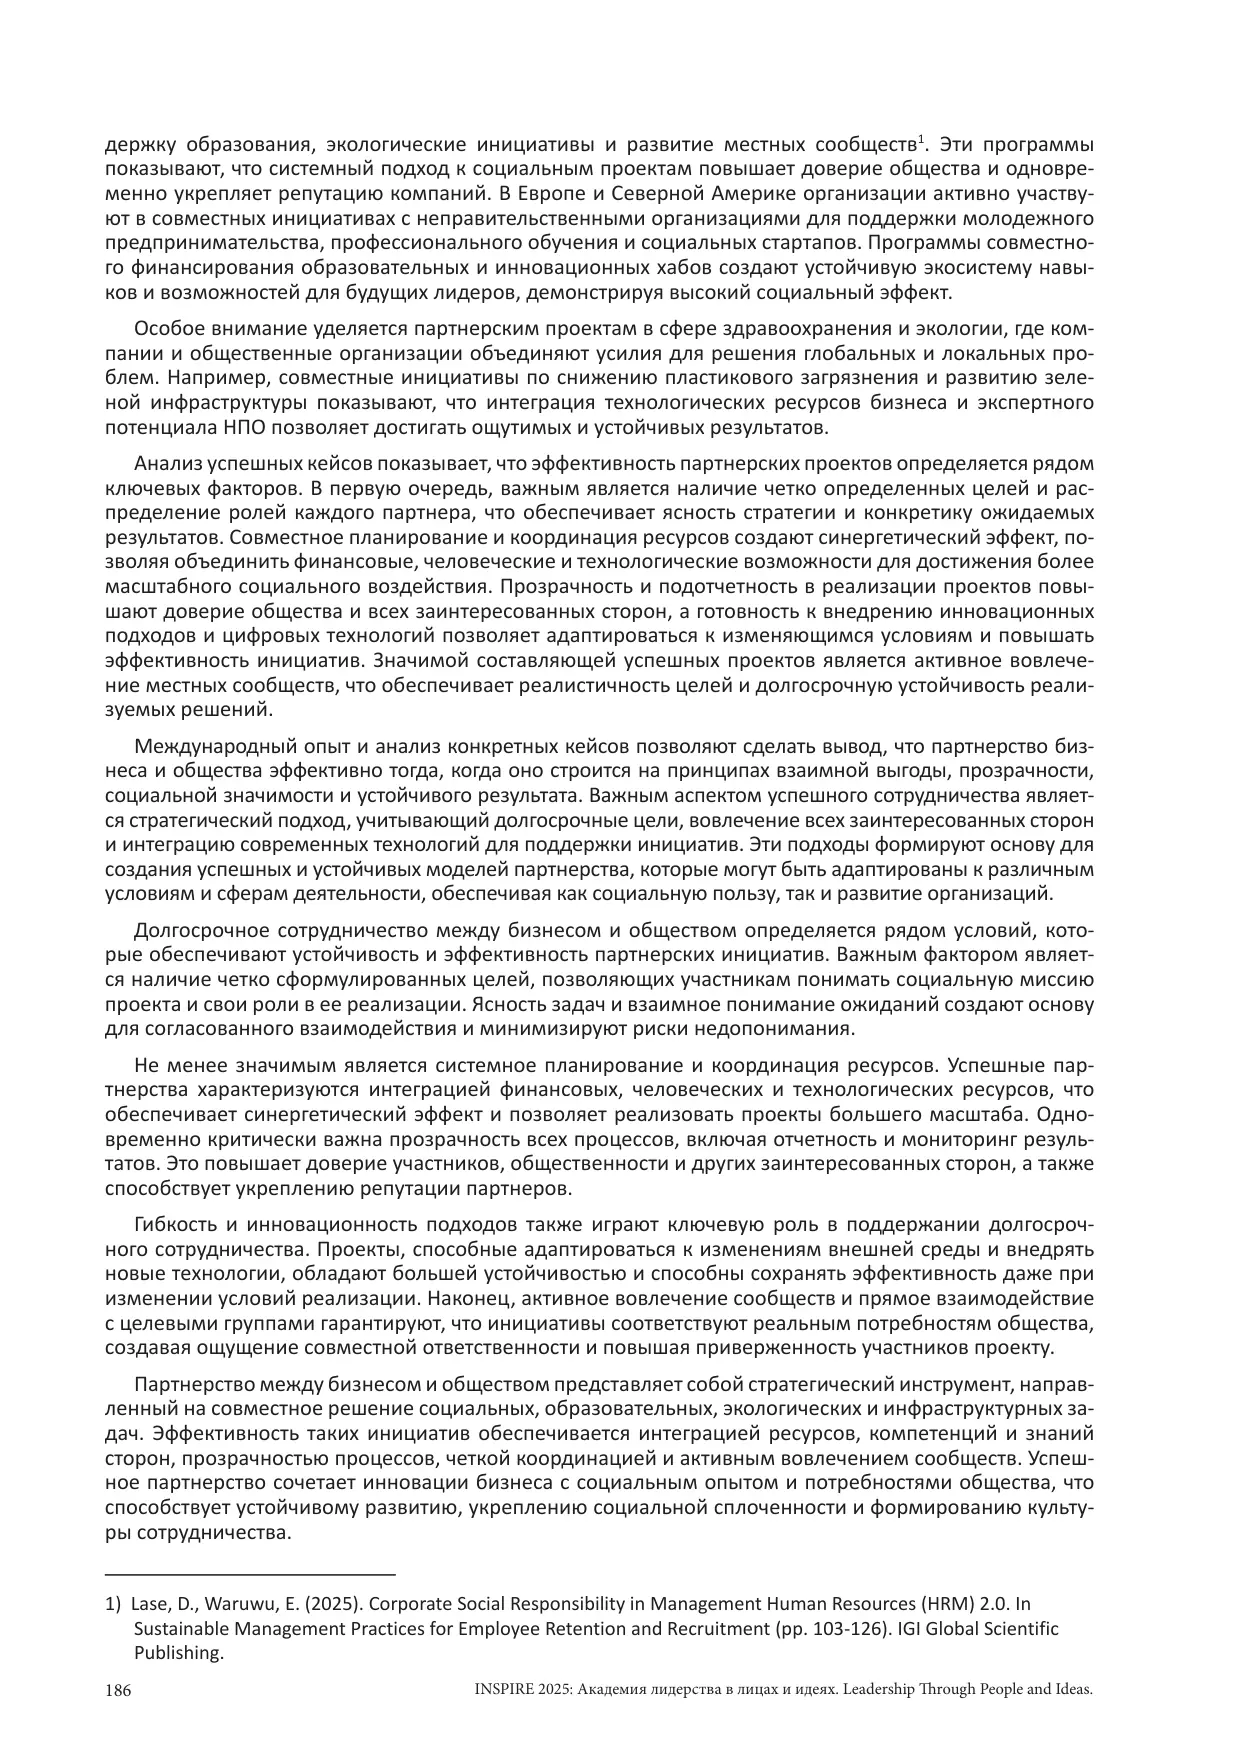 держку образования, экологические инициативы и развитие местных сообществ¹. Эти программы
показывают, что системный подход к социальным проектам повышает доверие общества и одновре-
менно укрепляет репутацию компаний. В Европе и Северной Америке организации активно участву-
ют в совместных инициативах с неправительственными организациями для поддержки молодежного
предпринимательства, профессионального обучения и социальных стартапов. Программы совместно-
го финансирования образовательных и инновационных хабов создают устойчивую экосистему навы-
ков и возможностей для будущих лидеров, демонстрируя высокий социальный эффект.
Особое внимание уделяется партнерским проектам в сфере здравоохранения и экологии, где ком-
пании и общественные организации объединяют усилия для решения глобальных и локальных про-
блем. Например, совместные инициативы по снижению пластикового загрязнения и развитию зеле-
ной инфраструктуры показывают, что интеграция технологических ресурсов бизнеса и экспертного
потенциала НПО позволяет достигать ощутимых и устойчивых результатов.
Анализ успешных кейсов показывает, что эффективность партнерских проектов определяется рядом
ключевых факторов. В первую очередь, важным является наличие четко определенных целей и рас-
пределение ролей каждого партнера, что обеспечивает ясность стратегии и конкретику ожидаемых
результатов. Совместное планирование и координация ресурсов создают синергетический эффект, по-
зволяя объединить финансовые, человеческие и технологические возможности для достижения более
масштабного социального воздействия. Прозрачность и подотчетность в реализации проектов повы-
шают доверие общества и всех заинтересованных сторон, а готовность к внедрению инновационных
подходов и цифровых технологий позволяет адаптироваться к изменяющимся условиям и повышать
эффективность инициатив. Значимой составляющей успешных проектов является активное вовлече-
ние местных сообществ, что обеспечивает реалистичность целей и долгосрочную устойчивость реали-
зуемых решений.
Международный опыт и анализ конкретных кейсов позволяют сделать вывод, что партнерство биз-
неса и общества эффективно тогда, когда оно строится на принципах взаимной выгоды, прозрачности,
социальной значимости и устойчивого результата. Важным аспектом успешного сотрудничества являет-
ся стратегический подход, учитывающий долгосрочные цели, вовлечение всех заинтересованных сторон
и интеграцию современных технологий для поддержки инициатив. Эти подходы формируют основу для
создания успешных и устойчивых моделей партнерства, которые могут быть адаптированы к различным
условиям и сферам деятельности, обеспечивая как социальную пользу, так и развитие организаций.
Долгосрочное сотрудничество между бизнесом и обществом определяется рядом условий, кото-
рые обеспечивают устойчивость и эффективность партнерских инициатив. Важным фактором являет-
ся наличие четко сформулированных целей, позволяющих участникам понимать социальную миссию
проекта и свои роли в ее реализации. Ясность задач и взаимное понимание ожиданий создают основу
для согласованного взаимодействия и минимизируют риски недопонимания.
Не менее значимым является системное планирование и координация ресурсов. Успешные пар-
тнерства характеризуются интеграцией финансовых, человеческих и технологических ресурсов, что
обеспечивает синергетический эффект и позволяет реализовать проекты большего масштаба. Одно-
временно критически важна прозрачность всех процессов, включая отчетность и мониторинг резуль-
татов. Это повышает доверие участников, общественности и других заинтересованных сторон, а также
способствует укреплению репутации партнеров.
Гибкость и инновационность подходов также играют ключевую роль в поддержании долгосроч-
ного сотрудничества. Проекты, способные адаптироваться к изменениям внешней среды и внедрять
новые технологии, обладают большей устойчивостью и способны сохранять эффективность даже при
изменении условий реализации. Наконец, активное вовлечение сообществ и прямое взаимодействие
с целевыми группами гарантируют, что инициативы соответствуют реальным потребностям общества,
создавая ощущение совместной ответственности и повышая приверженность участников проекту.
Партнерство между бизнесом и обществом представляет собой стратегический инструмент, направ-
ленный на совместное решение социальных, образовательных, экологических и инфраструктурных за-
дач. Эффективность таких инициатив обеспечивается интеграцией ресурсов, компетенций и знаний
сторон, прозрачностью процессов, четкой координацией и активным вовлечением сообществ. Успеш-
ное партнерство сочетает инновации бизнеса с социальным опытом и потребностями общества, что
способствует устойчивому развитию, укреплению социальной сплоченности и формированию культу-
ры сотрудничества.
1) Lase, D., Waruwu, E. (2025). Corporate Social Responsibility in Management Human Resources (HRM) 2.0. In
Sustainable Management Practices for Employee Retention and Recruitment (pp. 103-126). IGI Global Scientific
Publishing.
186 INSPIRE 2025: Академия лидерства в лицах и идеях. Leadership Through People and Ideas.